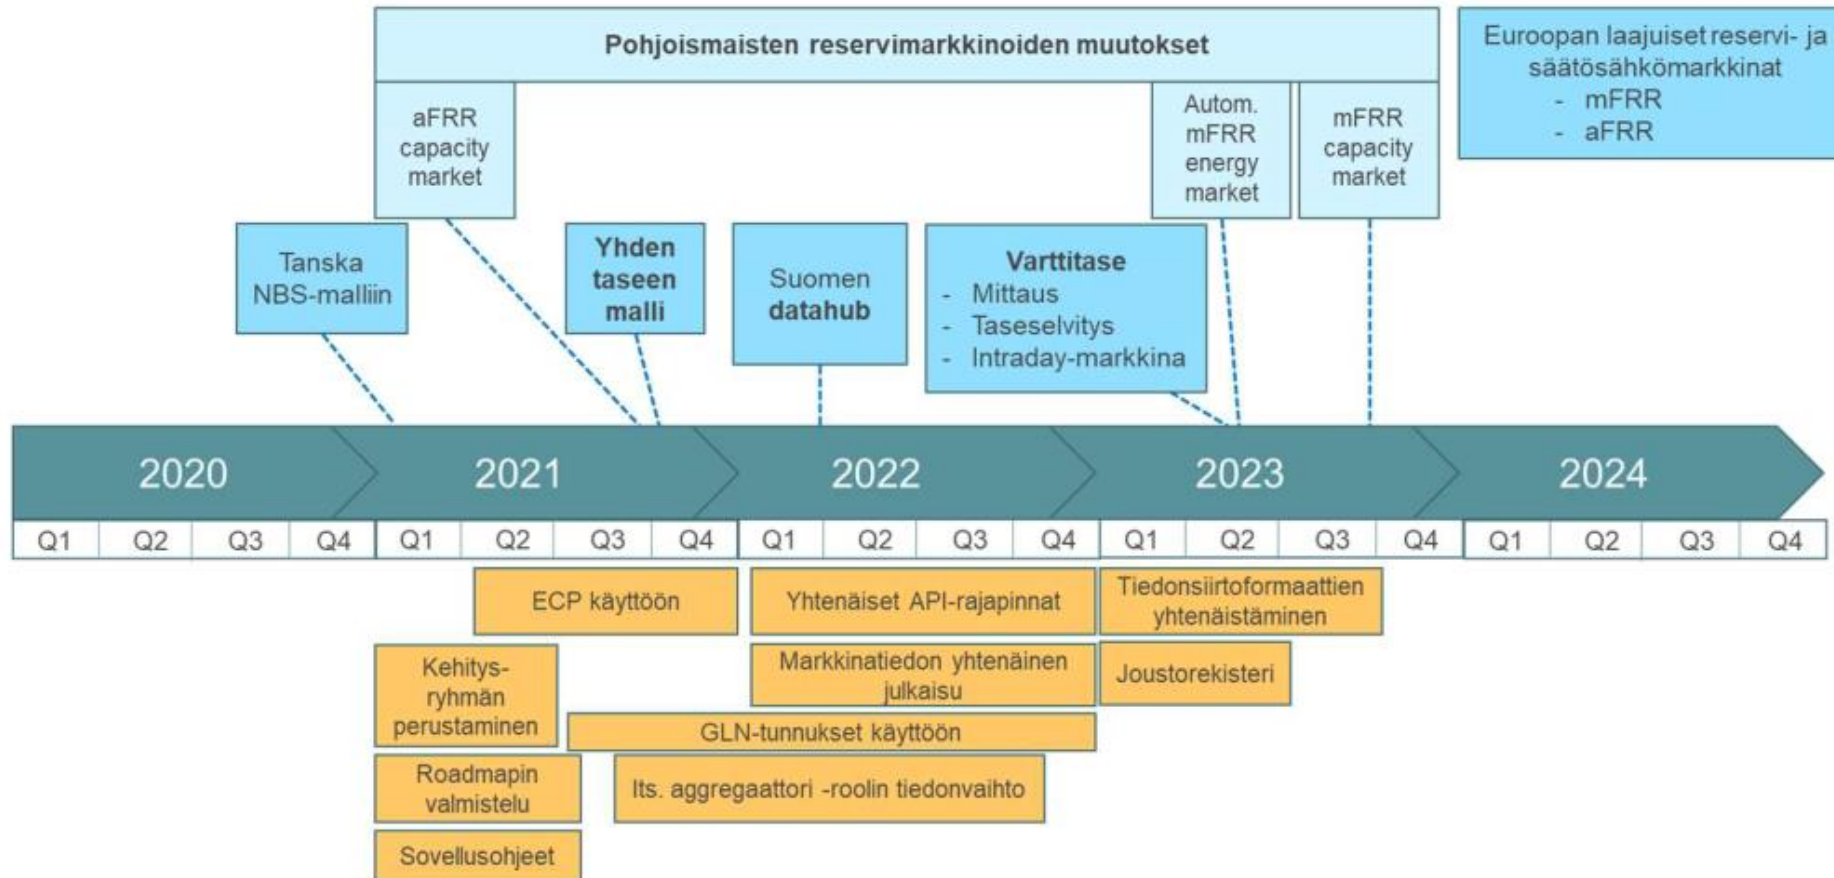 Pohjoismaisten reservimarkkinoiden muutokset
Euroopan laajuiset reservi- ja
säätösähkömarkkinat
- mFRR
- aFRR
aFRR
capacity
market
Autom.
mFRR
energy
market
mFRR
capacity
market
Tanska
NBS-malliin
Yhden
taseen
malli
Suomen
datahub
Varttitase
- Mittaus
- Taseselvitys
- Intraday-markkina
2020
2021
2022
2023
2024
Q1 Q2 Q3 Q4 Q1 Q2 Q3 Q4 Q1 Q2 Q3 Q4 Q1 Q2 Q3 Q4 Q1 Q2 Q3 Q4
ECP käyttöön
Yhtenäiset API-rajapinnat
Tiedonsiirtoformaattien
yhtenäistäminen
Kehitys-
ryhmän
perustaminen
Markkinatiedon yhtenäinen
julkaisu
Joustorekisteri
GLN-tunnukset käyttöön
Roadmapin
valmistelu
Its. aggregaattori -roolin tiedonvaihto
Sovellusohjeet